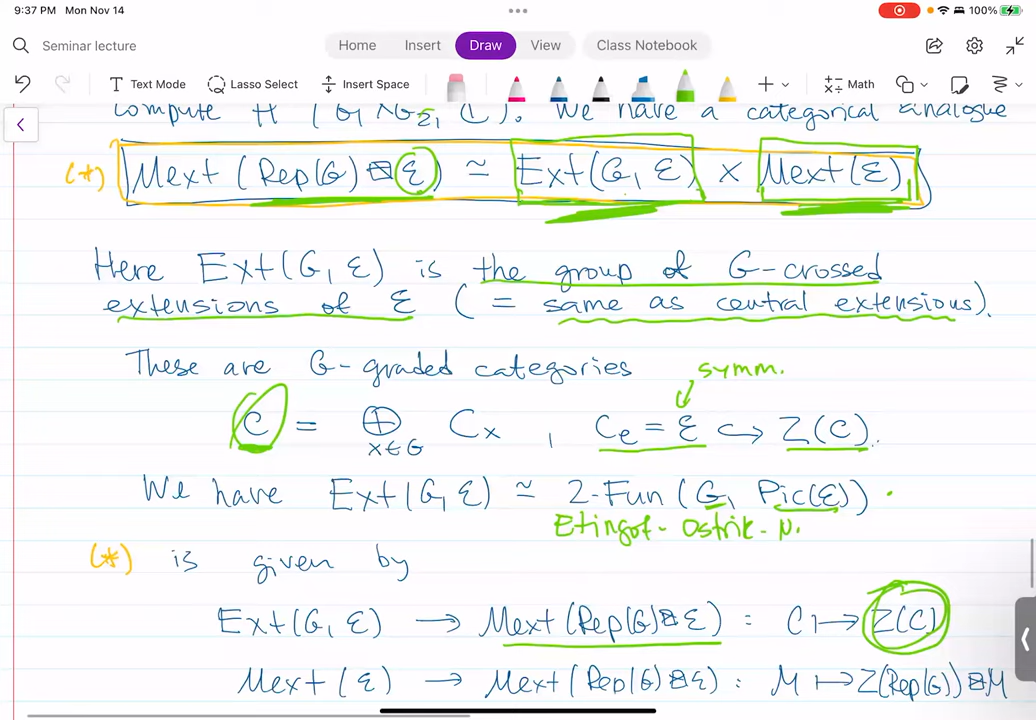 9:37 PM Mon Nov 14
100%
Seminar lecture
Home Insert Draw View Class Notebook
Text Mode Lasso Select Insert Space Math
compute H (G₁ × G₂, ). We have a categorical analogue
(*) Mext (Rep(G) ⊠ ℰ) ≃ Ext(G, ℰ) × Mext(ℰ)
Here Ext(G, ℰ) is the group of G-crossed
extensions of ℰ ( = same as central extensions).
These are G-graded categories
symm.
C = ⊕ x∈G Cₓ , Cₑ = ℰ ↪ Z(C).
We have Ext(G, ℰ) ≃ 2-Fun (G, Pic(ℰ)).
Etingof - Ostrik - N.
(*) is given by
Ext(G, ℰ) → Mext(Rep(G) ⊠ ℰ) : C ↦ Z(C)
Mext(ℰ) → Mext(Rep(G) ⊠ ℰ) : M ↦ Z(Rep(G)) ⊠ M